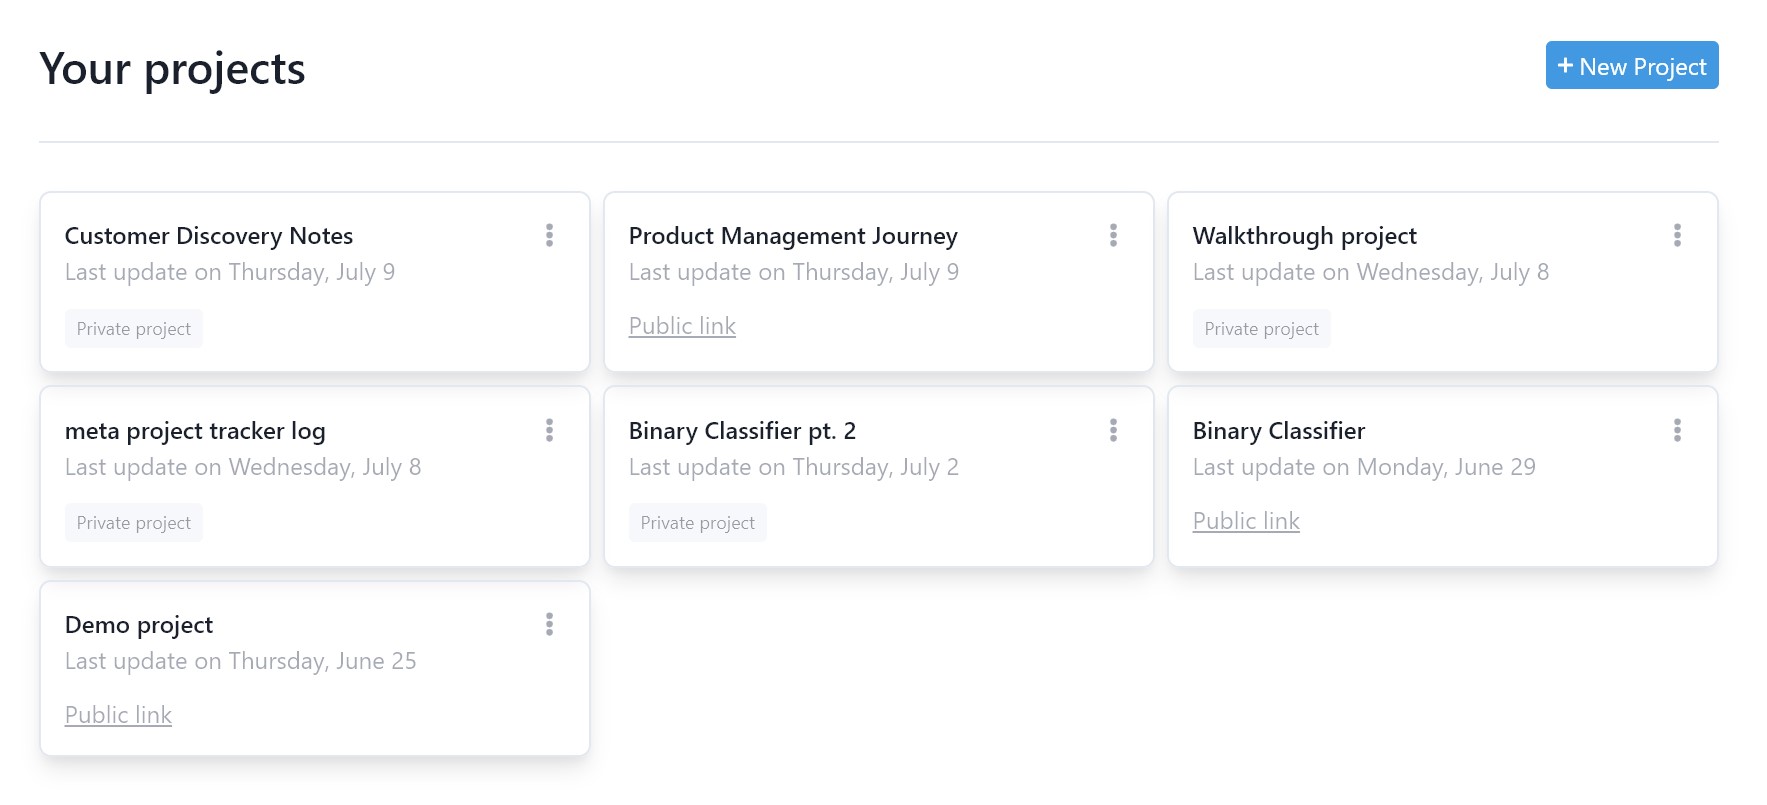 Your projects
+ New Project
Customer Discovery Notes
Last update on Thursday, July 9
Private project
Product Management Journey
Last update on Thursday, July 9
Public link
Walkthrough project
Last update on Wednesday, July 8
Private project
meta project tracker log
Last update on Wednesday, July 8
Private project
Binary Classifier pt. 2
Last update on Thursday, July 2
Private project
Binary Classifier
Last update on Monday, June 29
Public link
Demo project
Last update on Thursday, June 25
Public link